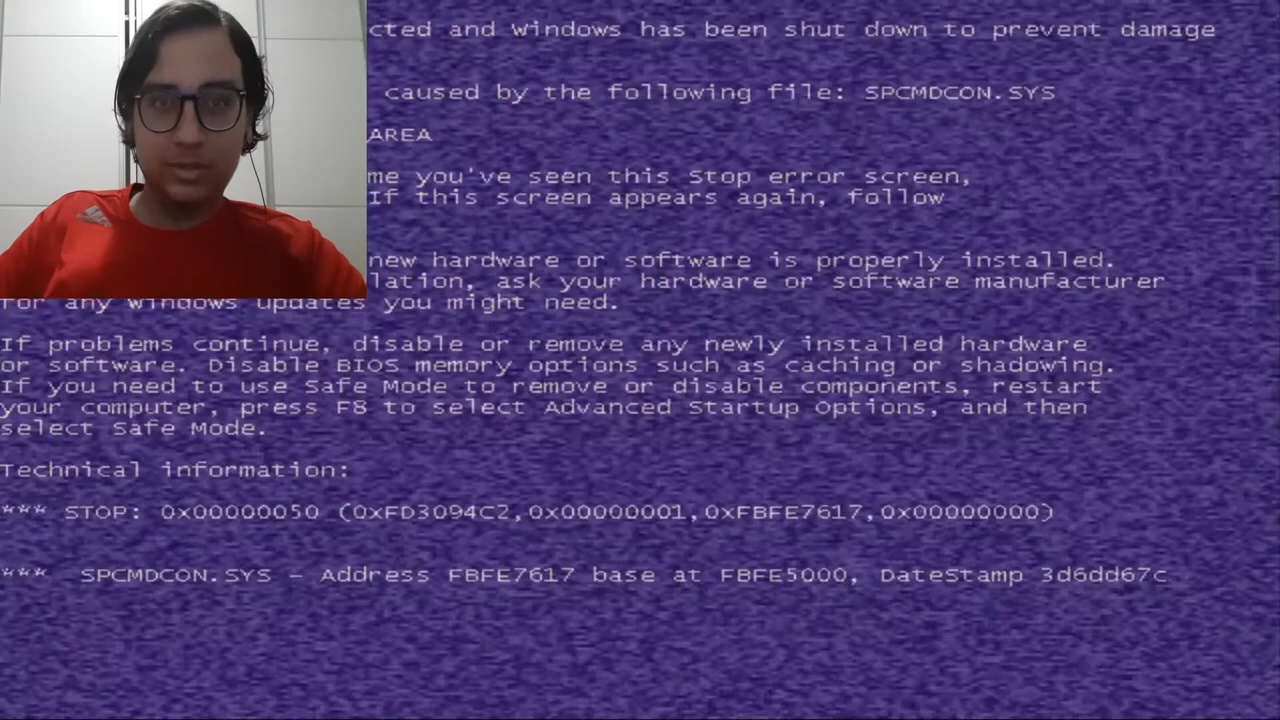 cted and Windows has been shut down to prevent damage
caused by the following file: SPCMDCON.SYS
AREA
me you've seen this Stop error screen,
If this screen appears again, follow
new hardware or software is properly installed.
lation, ask your hardware or software manufacturer
for any Windows updates you might need.
If problems continue, disable or remove any newly installed hardware
or software. Disable BIOS memory options such as caching or shadowing.
If you need to use Safe Mode to remove or disable components, restart
your computer, press F8 to select Advanced Startup Options, and then
select Safe Mode.
Technical information:
*** STOP: 0x00000050 (0xFD3094C2,0x00000001,0xFBFE7617,0x00000000)
*** SPCMDCON.SYS - Address FBFE7617 base at FBFE5000, DateStamp 3d6dd67c